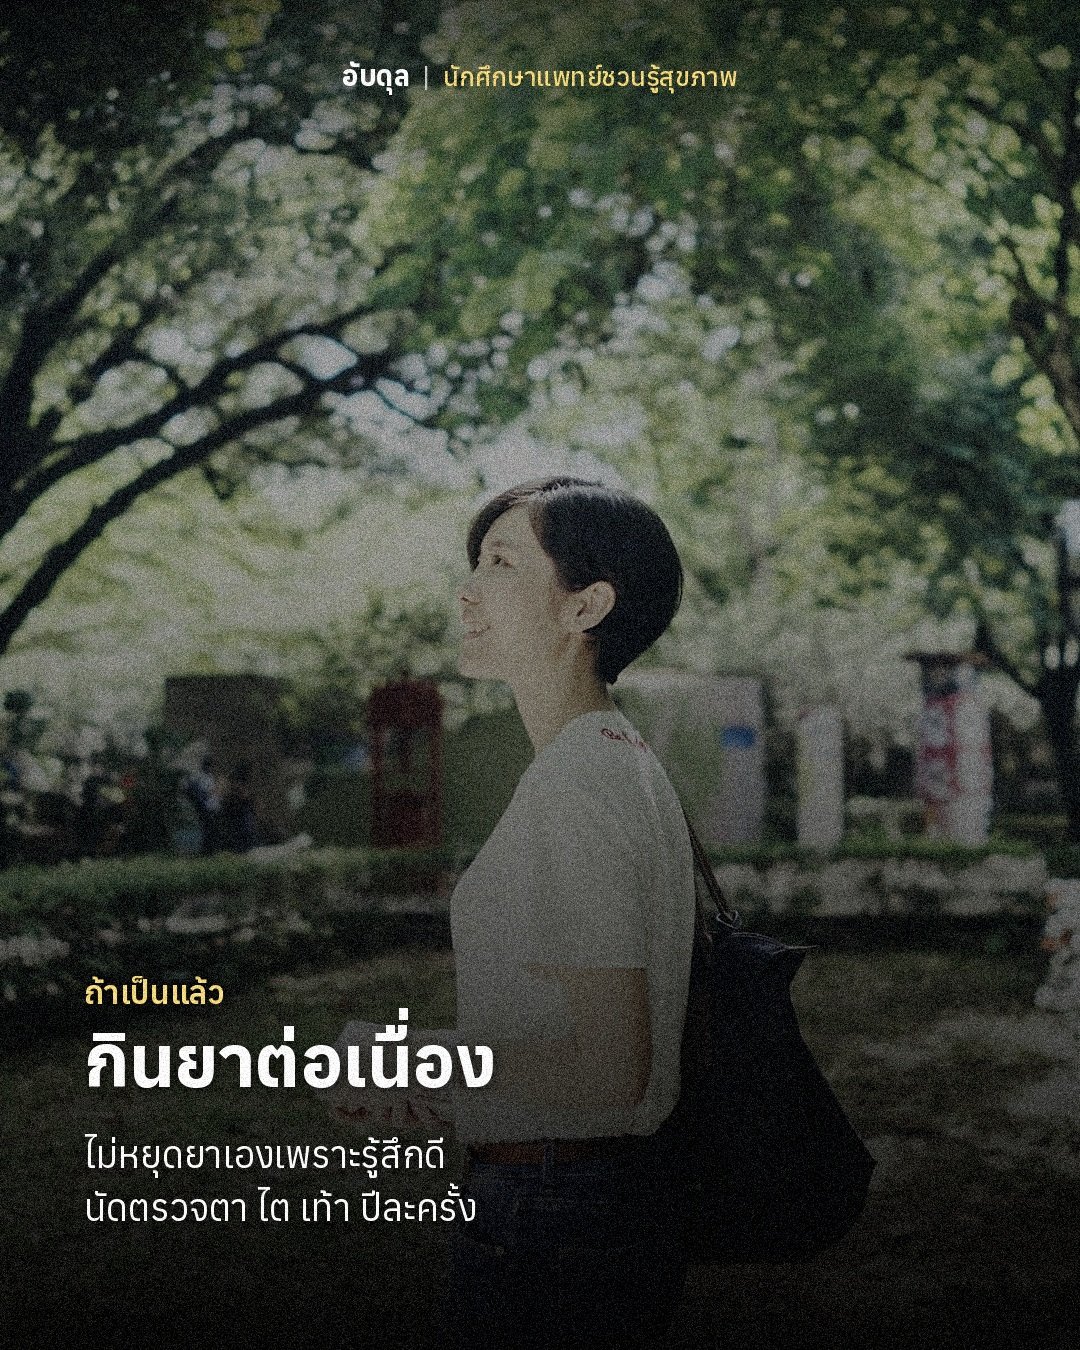 อับดุล | นักศึกษาแพทย์ชวนรู้สุขภาพ
ถ้าเป็นแล้ว
กินยาต่อเนื่อง
ไม่หยุดยาเองเพราะรู้สึกดี
นัดตรวจตา ไต เท้า ปีละครั้ง